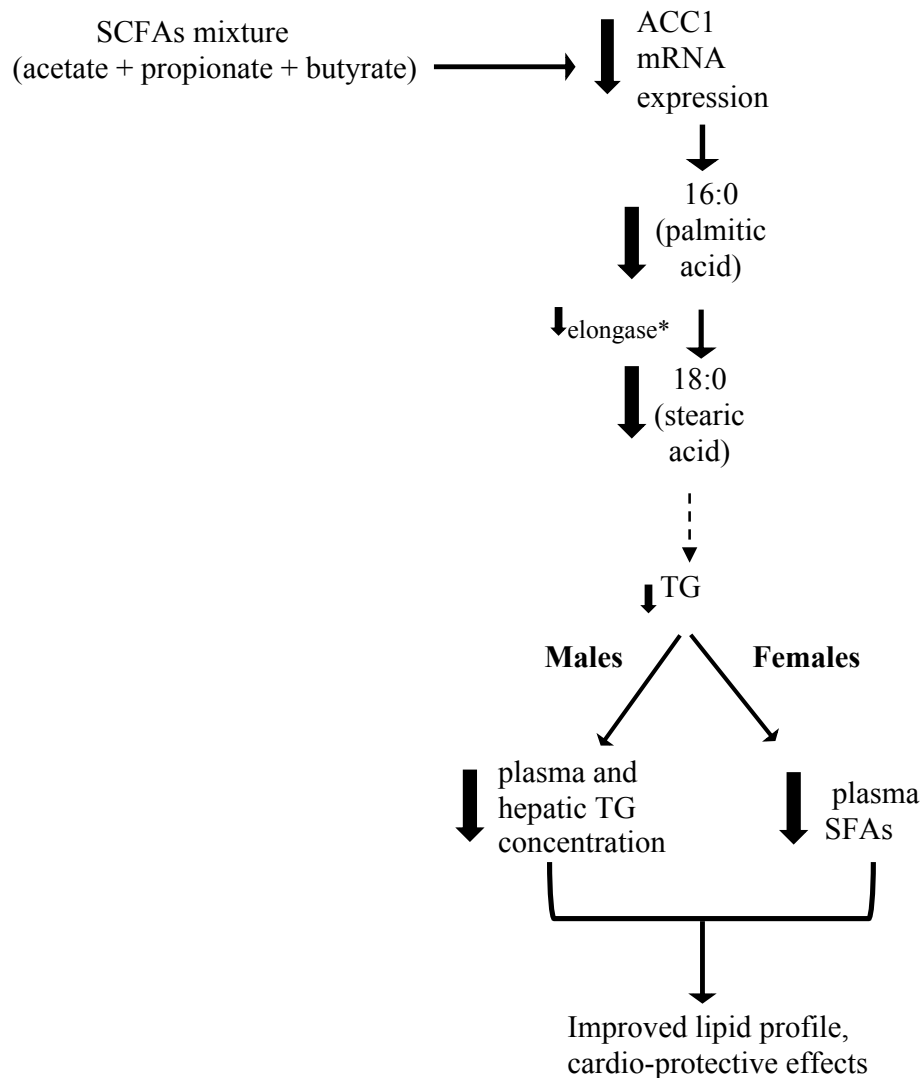 SCFAs mixture
(acetate + propionate + butyrate)
ACC1
mRNA
expression
16:0
(palmitic
acid)
elongase*
18:0
(stearic
acid)
TG
Males
Females
plasma and
hepatic TG
concentration
plasma
SFAs
Improved lipid profile,
cardio-protective effects